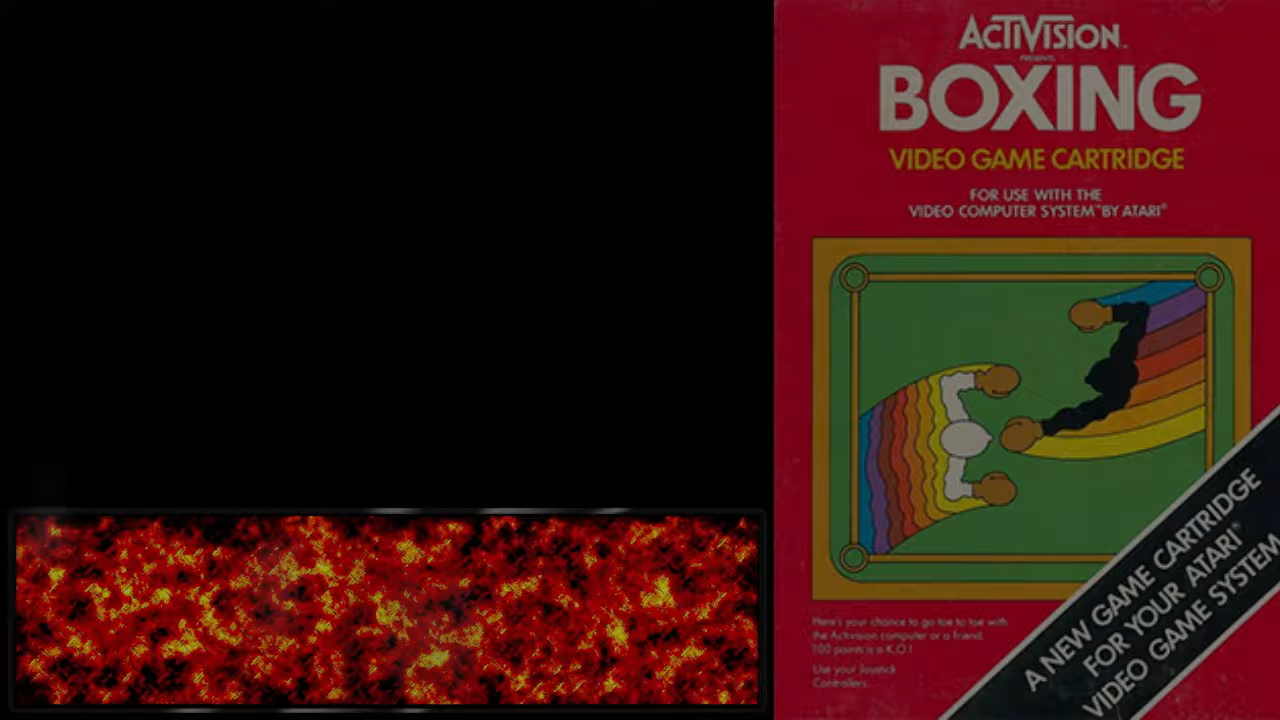 ACTIVISION™
PRESENTS
BOXING
VIDEO GAME CARTRIDGE
FOR USE WITH THE
VIDEO COMPUTER SYSTEM™ BY ATARI®
Here's your chance to go toe to toe with
the Activision computer or a friend.
100 points is a K.O.!
Use your Joystick
Controllers.
A NEW GAME CARTRIDGE
FOR YOUR ATARI®
VIDEO GAME SYSTEM